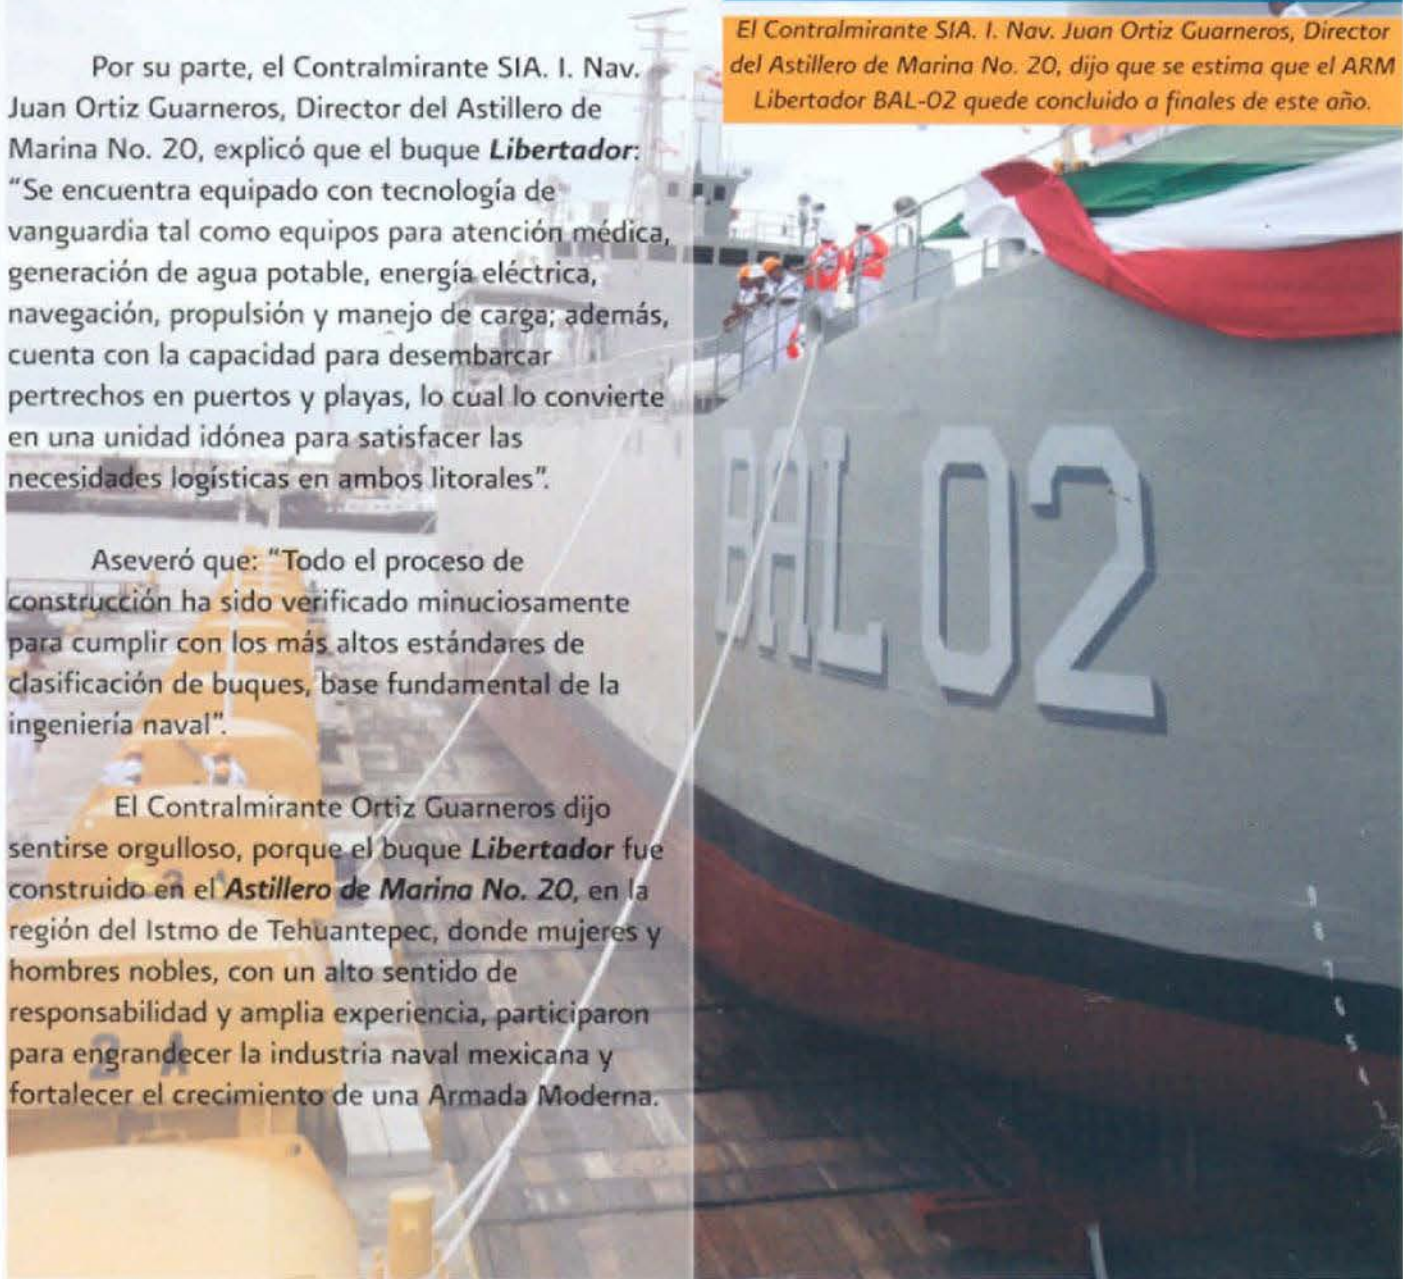 El Contralmirante SIA. I. Nav. Juan Ortiz Guarneros, Director
del Astillero de Marina No. 20, dijo que se estima que el ARM
Libertador BAL-02 quede concluido a finales de este año.
Por su parte, el Contralmirante SIA. I. Nav.
Juan Ortiz Guarneros, Director del Astillero de
Marina No. 20, explicó que el buque Libertador:
“Se encuentra equipado con tecnología de
vanguardia tal como equipos para atención médica,
generación de agua potable, energía eléctrica,
navegación, propulsión y manejo de carga; además,
cuenta con la capacidad para desembarcar
pertrechos en puertos y playas, lo cual lo convierte
en una unidad idónea para satisfacer las
necesidades logísticas en ambos litorales”.
Aseveró que: “Todo el proceso de
construcción ha sido verificado minuciosamente
para cumplir con los más altos estándares de
clasificación de buques, base fundamental de la
ingeniería naval”.
El Contralmirante Ortiz Guarneros dijo
sentirse orgulloso, porque el buque Libertador fue
construido en el Astillero de Marina No. 20, en la
región del Istmo de Tehuantepec, donde mujeres y
hombres nobles, con un alto sentido de
responsabilidad y amplia experiencia, participaron
para engrandecer la industria naval mexicana y
fortalecer el crecimiento de una Armada Moderna.
BAL 02
2 A
9
8
7
6
5